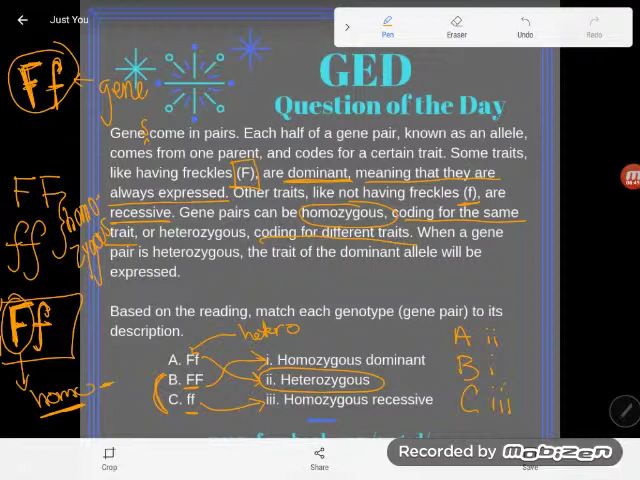 Just You
Pen
Eraser
Undo
Redo
Ff
gene
GED
Question of the Day
Gene s come in pairs. Each half of a gene pair, known as an allele,
comes from one parent, and codes for a certain trait. Some traits,
like having freckles (F), are dominant, meaning that they are
always expressed. Other traits, like not having freckles (f), are
recessive. Gene pairs can be homozygous, coding for the same
trait, or heterozygous, coding for different traits. When a gene
pair is heterozygous, the trait of the dominant allele will be
expressed.
FF
ff
homo-
zygous
Ff
homo-
Based on the reading, match each genotype (gene pair) to its
description.
hetero
A. Ff
i. Homozygous dominant
B. FF
ii. Heterozygous
C. ff
iii. Homozygous recessive
A ii
B i
C iii
Crop
Share
Save
Recorded by Mobizen